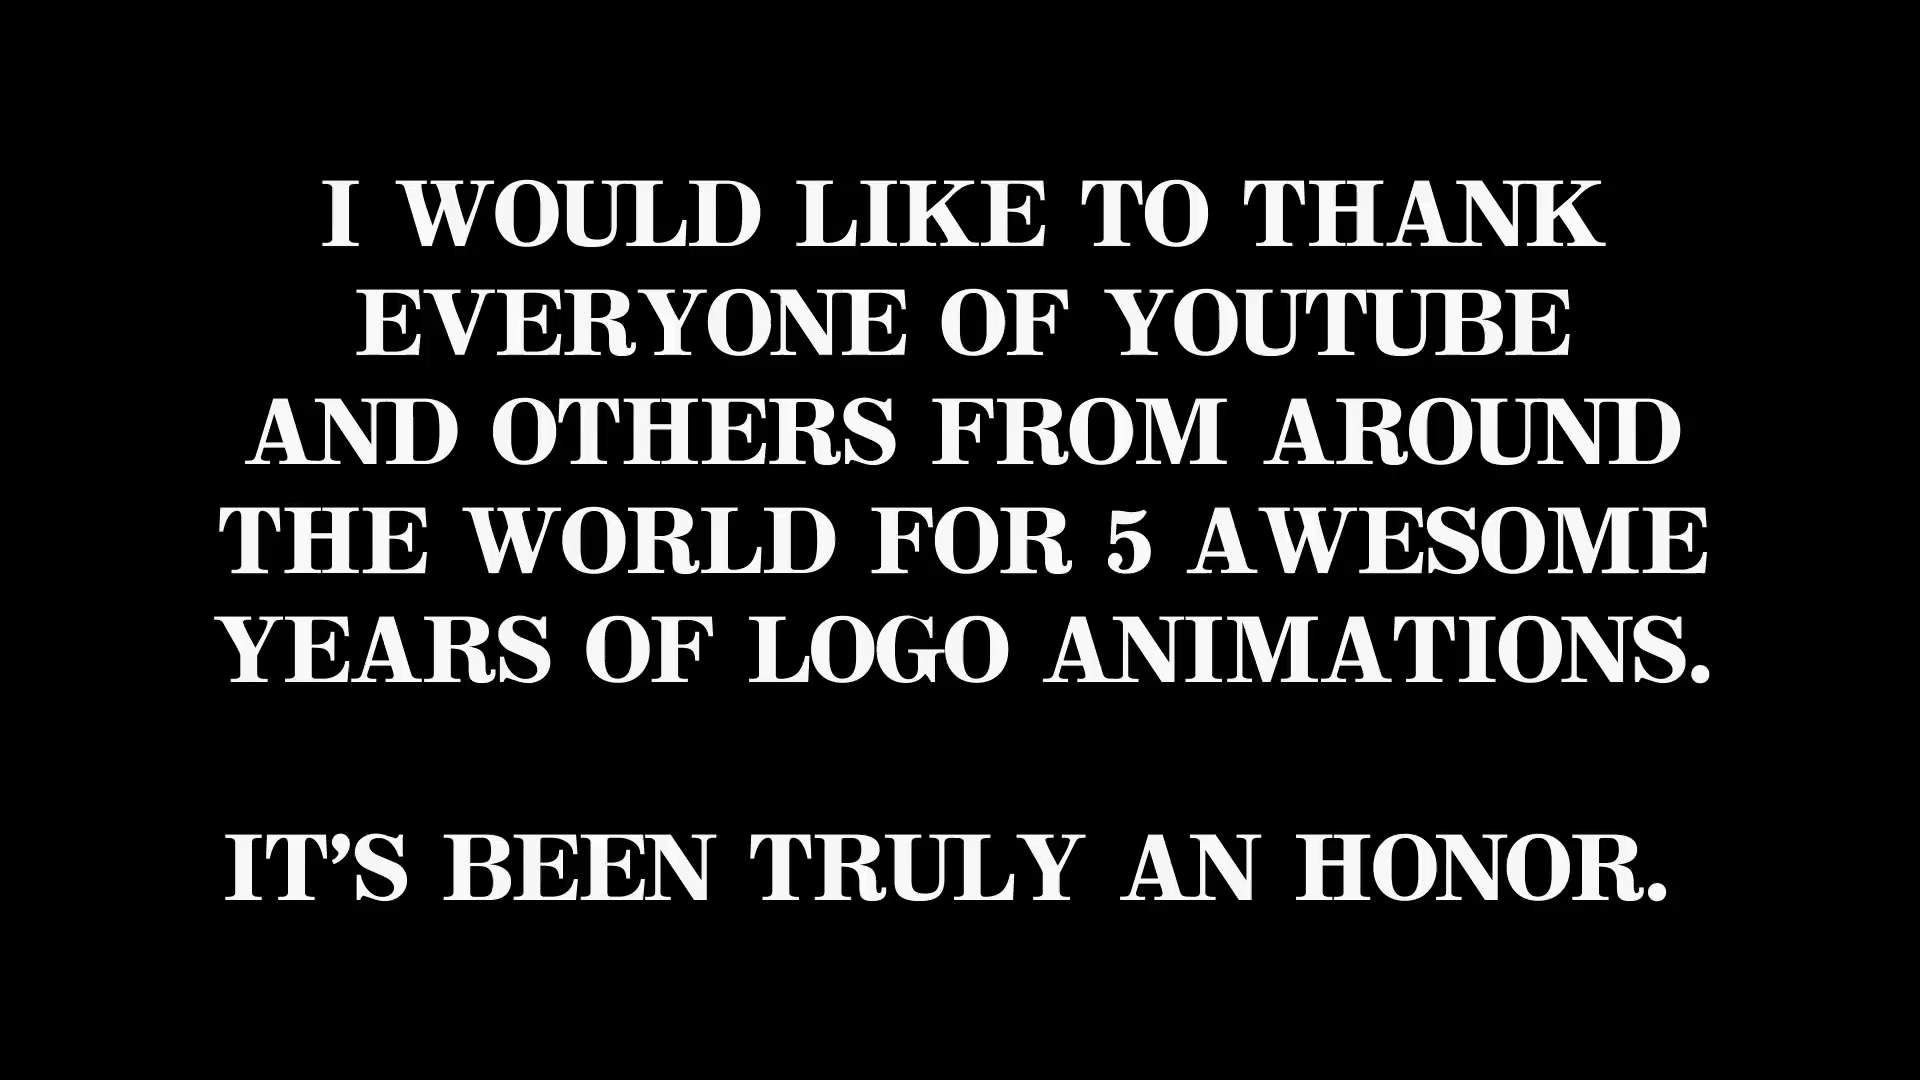 I WOULD LIKE TO THANK
EVERYONE OF YOUTUBE
AND OTHERS FROM AROUND
THE WORLD FOR 5 AWESOME
YEARS OF LOGO ANIMATIONS.
IT’S BEEN TRULY AN HONOR.